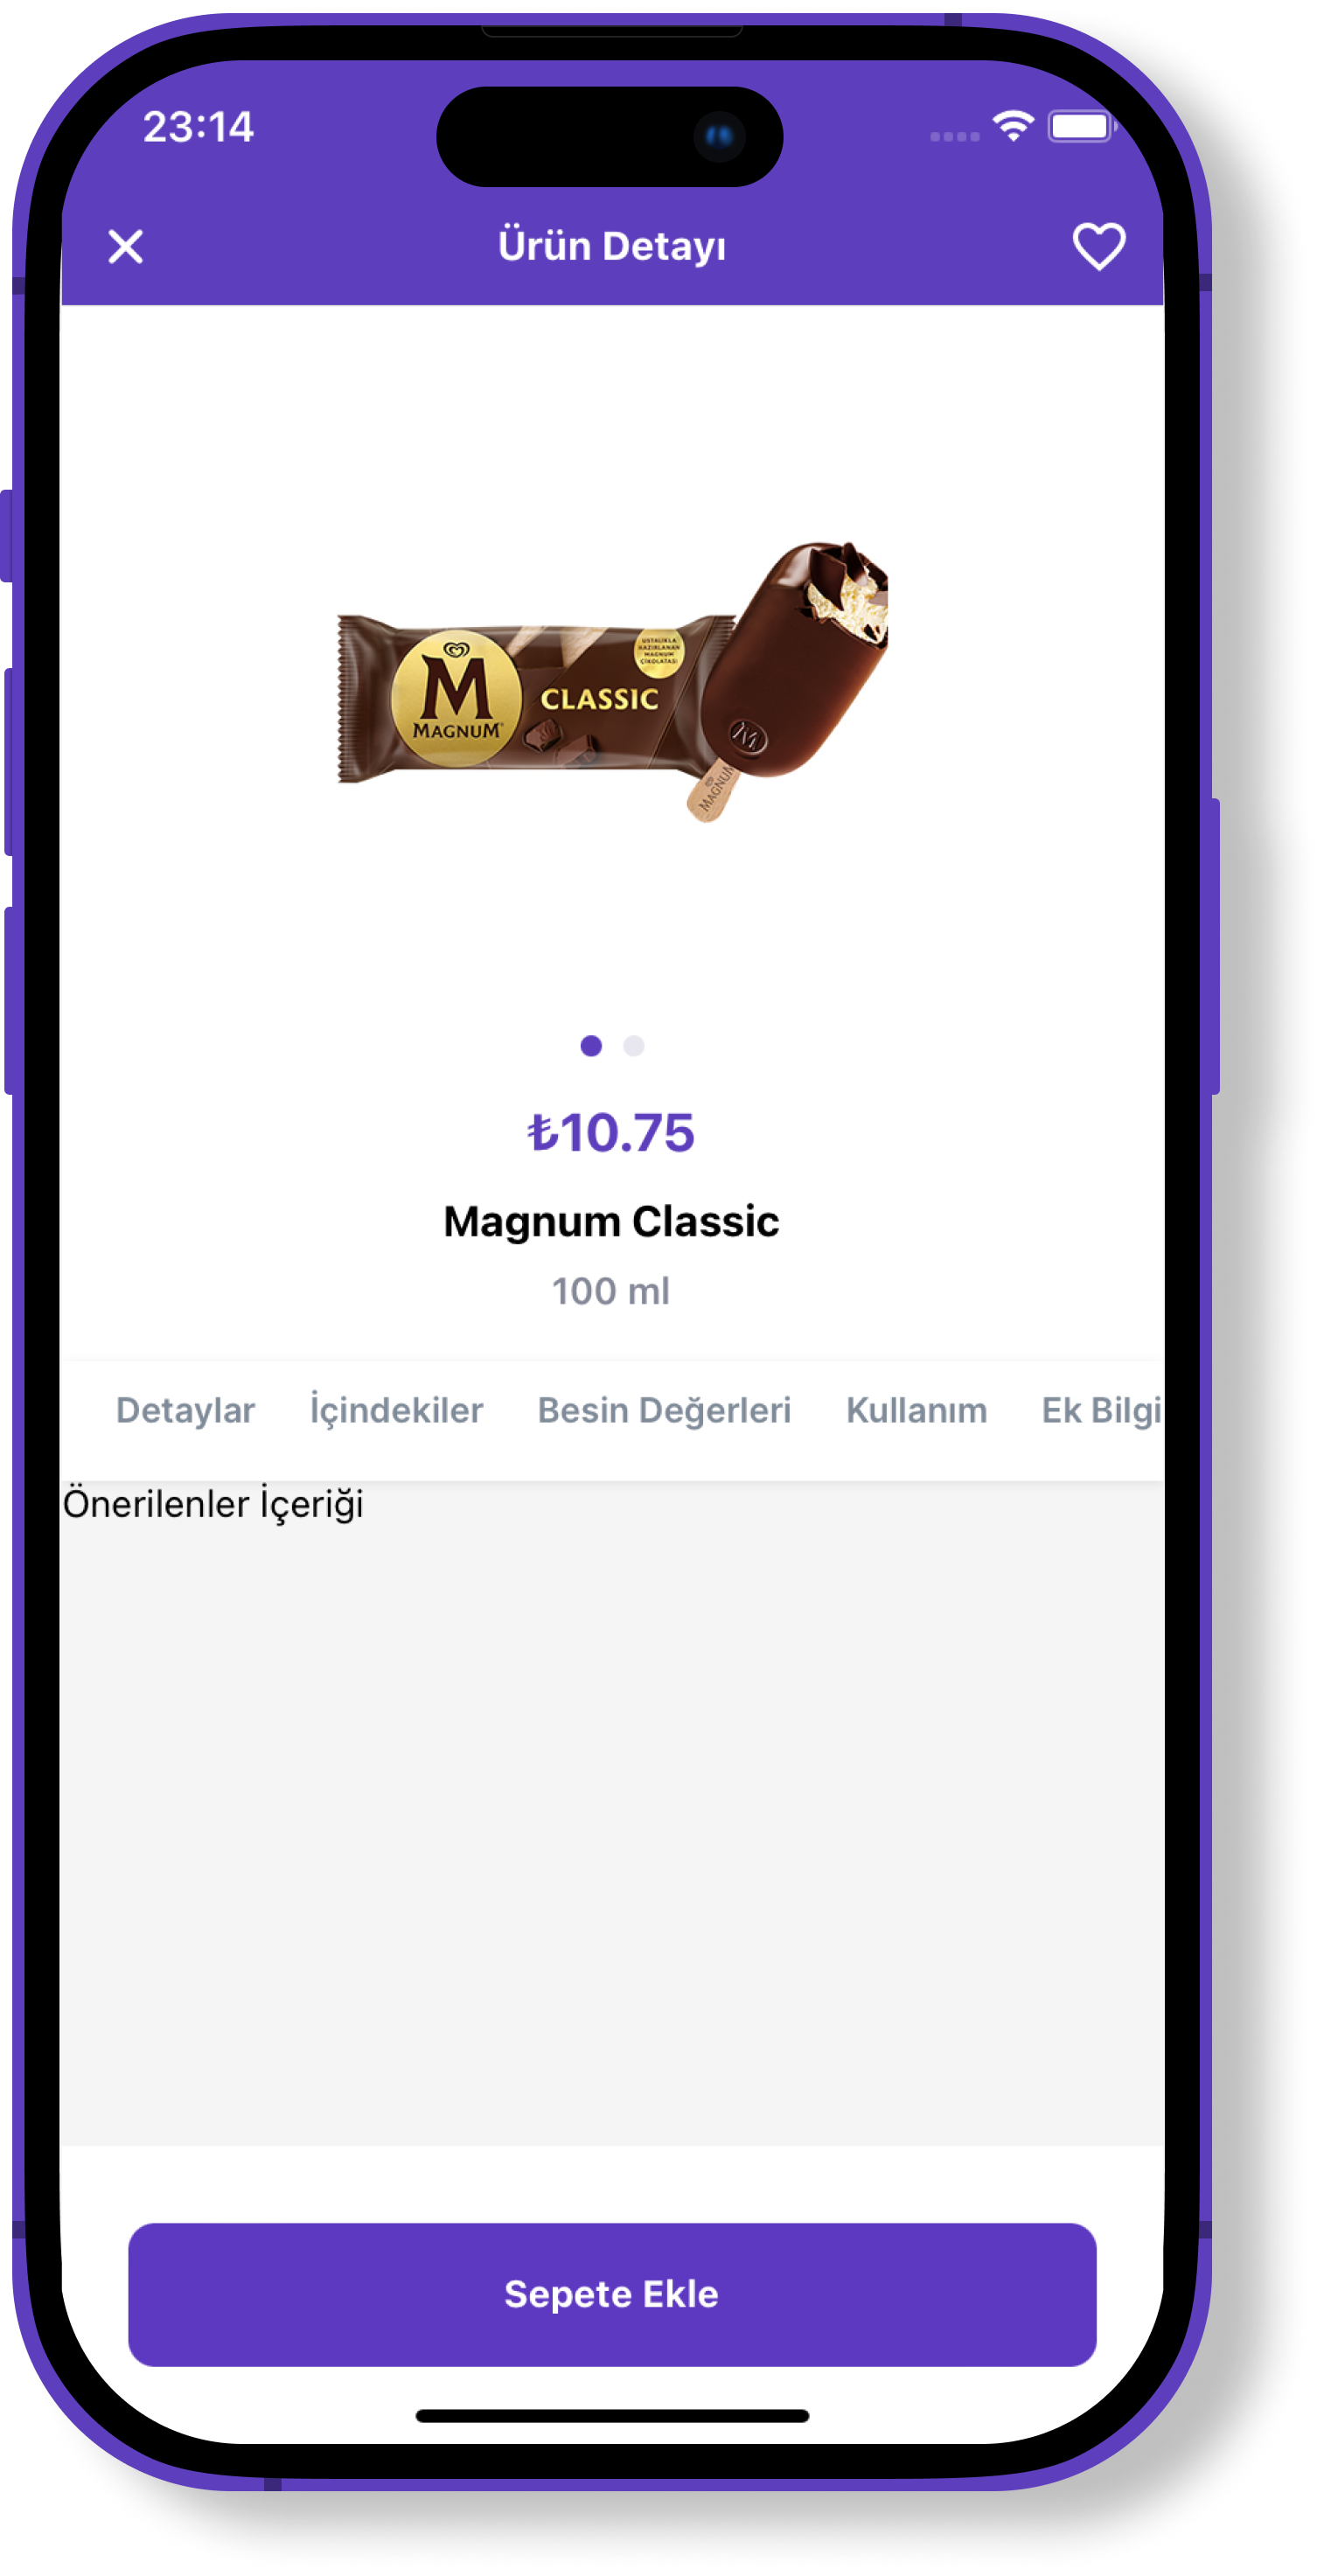 23:14
Ürün Detayı
USTALIKLA
HAZIRLANAN
MAGNUM
ÇİKOLATASI
M
MAGNUM
CLASSIC
M
MAGNUM
₺10.75
Magnum Classic
100 ml
Detaylar İçindekiler Besin Değerleri Kullanım Ek Bilgi
Önerilenler İçeriği
Sepete Ekle